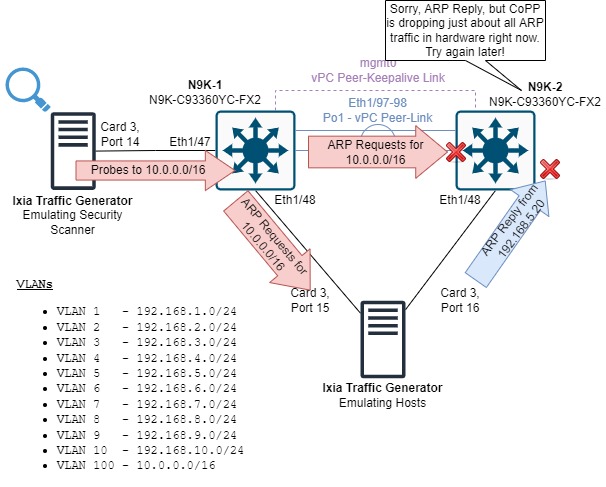 Sorry, ARP Reply, but CoPP
is dropping just about all ARP
traffic in hardware right now.
Try again later!
mgmt0
vPC Peer-Keepalive Link
N9K-1
N9K-C93360YC-FX2
N9K-2
N9K-C93360YC-FX2
Eth1/97-98
Po1 - vPC Peer-Link
Card 3,
Port 14
Eth1/47
ARP Requests for
10.0.0.0/16
Probes to 10.0.0.0/16
Ixia Traffic Generator
Emulating Security
Scanner
Eth1/48
Eth1/48
ARP Requests for
10.0.0.0/16
ARP Reply from
192.168.5.20
Card 3,
Port 15
Card 3,
Port 16
Ixia Traffic Generator
Emulating Hosts
VLANs
• VLAN 1 - 192.168.1.0/24
• VLAN 2 - 192.168.2.0/24
• VLAN 3 - 192.168.3.0/24
• VLAN 4 - 192.168.4.0/24
• VLAN 5 - 192.168.5.0/24
• VLAN 6 - 192.168.6.0/24
• VLAN 7 - 192.168.7.0/24
• VLAN 8 - 192.168.8.0/24
• VLAN 9 - 192.168.9.0/24
• VLAN 10 - 192.168.10.0/24
• VLAN 100 - 10.0.0.0/16